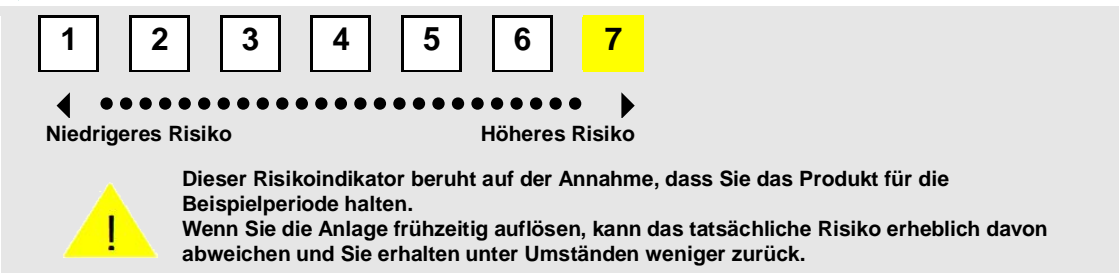 1 2 3 4 5 6 7
Niedrigeres Risiko Höheres Risiko
Dieser Risikoindikator beruht auf der Annahme, dass Sie das Produkt für die
Beispielperiode halten.
Wenn Sie die Anlage frühzeitig auflösen, kann das tatsächliche Risiko erheblich davon
abweichen und Sie erhalten unter Umständen weniger zurück.
!